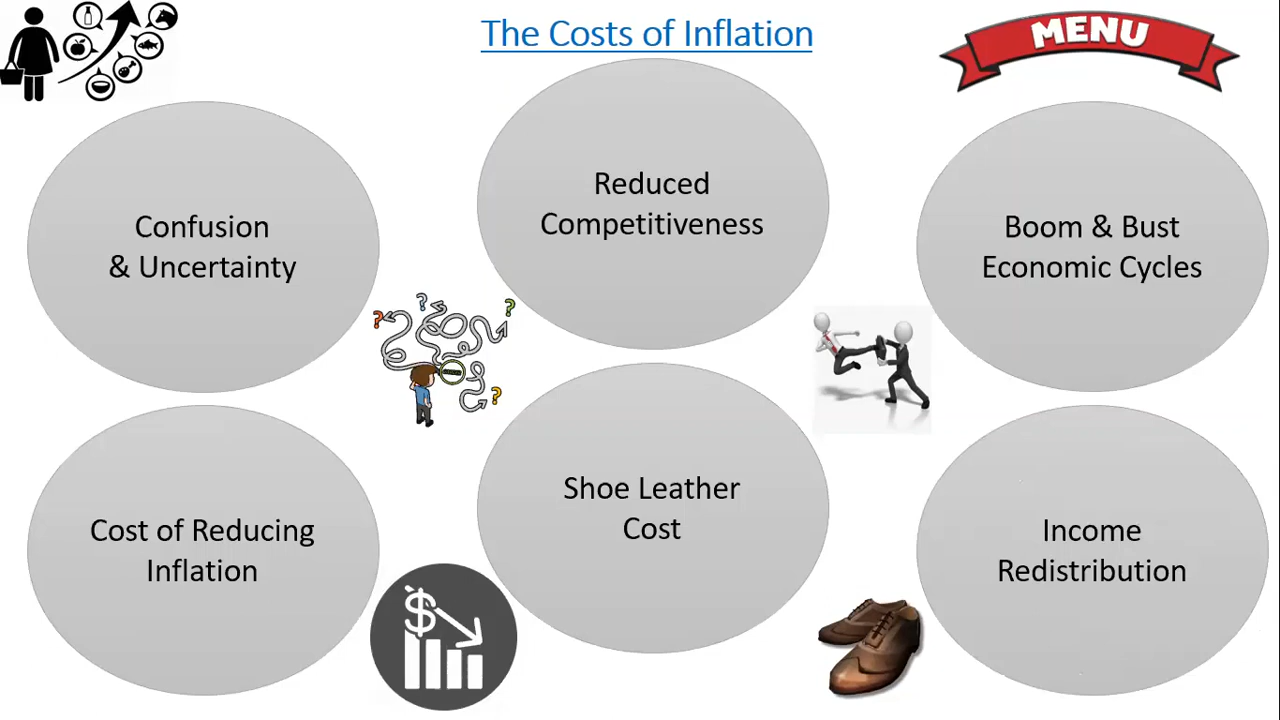 The Costs of Inflation
MENU
Confusion
& Uncertainty
Reduced
Competitiveness
Boom & Bust
Economic Cycles
?
?
?
?
Cost of Reducing
Inflation
Shoe Leather
Cost
Income
Redistribution
$